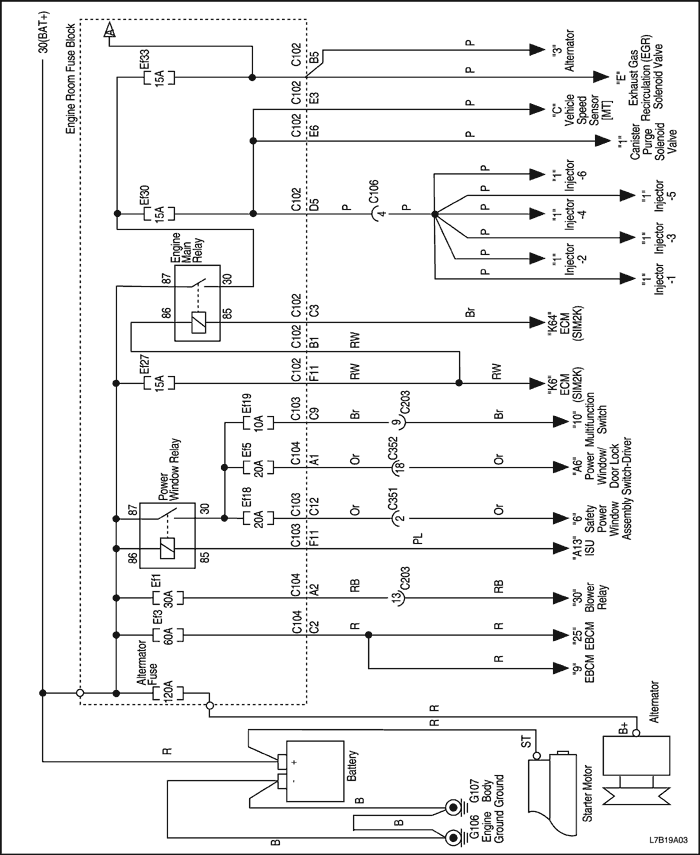 30(BAT+)
Engine Room Fuse Block
A
Ef33
15A
C102
B5
P
"3"
Alternator
P
"E"
Exhaust Gas
Recirculation (EGR)
Solenoid Valve
C102
E3
P
"C"
Vehicle
Speed
Sensor
[MT]
C102
E6
P
"1"
Canister
Purge
Solenoid
Valve
Ef30
15A
C102
D5
P
C106
4
P
P
"1"
Injector
-6
P
"1"
Injector
-5
P
"1"
Injector
-4
P
"1"
Injector
-3
P
"1"
Injector
-2
P
"1"
Injector
-1
Engine
Main
Relay
87
30
86
85
C102
C3
Br
"K64"
ECM
(SIM2K)
C102
B1
RW
Ef27
15A
C102
F11
RW
RW
"K6"
ECM
(SIM2K)
Ef19
10A
C103
C9
Br
C203
9
Br
"10"
Multifunction
Switch
Power
Window Relay
Ef5
20A
C104
A1
Or
C352
18
Or
"A6"
Power
Window/
Door Lock
Switch-Driver
87
30
86
85
Ef18
20A
C103
C12
Or
C351
2
Or
"6"
Safety
Power
Window
Assembly
C103
F11
PL
"A13"
ISU
Ef1
30A
C104
A2
RB
C203
13
RB
"30"
Blower
Relay
Ef3
60A
C104
C2
R
R
"25"
EBCM
R
"9"
EBCM
Altermator
Fuse
120A
R
R
R
B+
Alternator
ST
Starter Motor
+
-
Battery
B
B
B
G107
Body
Ground
G106
Engine
Ground
L7B19A03